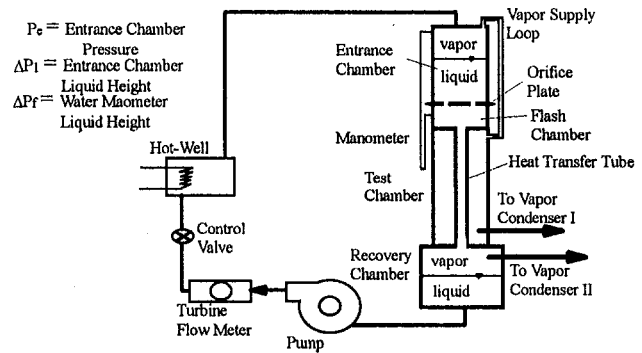 Pe = Entrance Chamber
Pressure
ΔPl = Entrance Chamber
Liquid Height
ΔPf = Water Maometer
Liquid Height
Hot-Well
Control
Valve
Turbine
Flow Meter
Pump
Entrance
Chamber
Manometer
Test
Chamber
Recovery
Chamber
vapor
liquid
vapor
liquid
Vapor Supply
Loop
Orifice
Plate
Flash
Chamber
Heat Transfer Tube
To Vapor
Condenser I
To Vapor
Condenser II